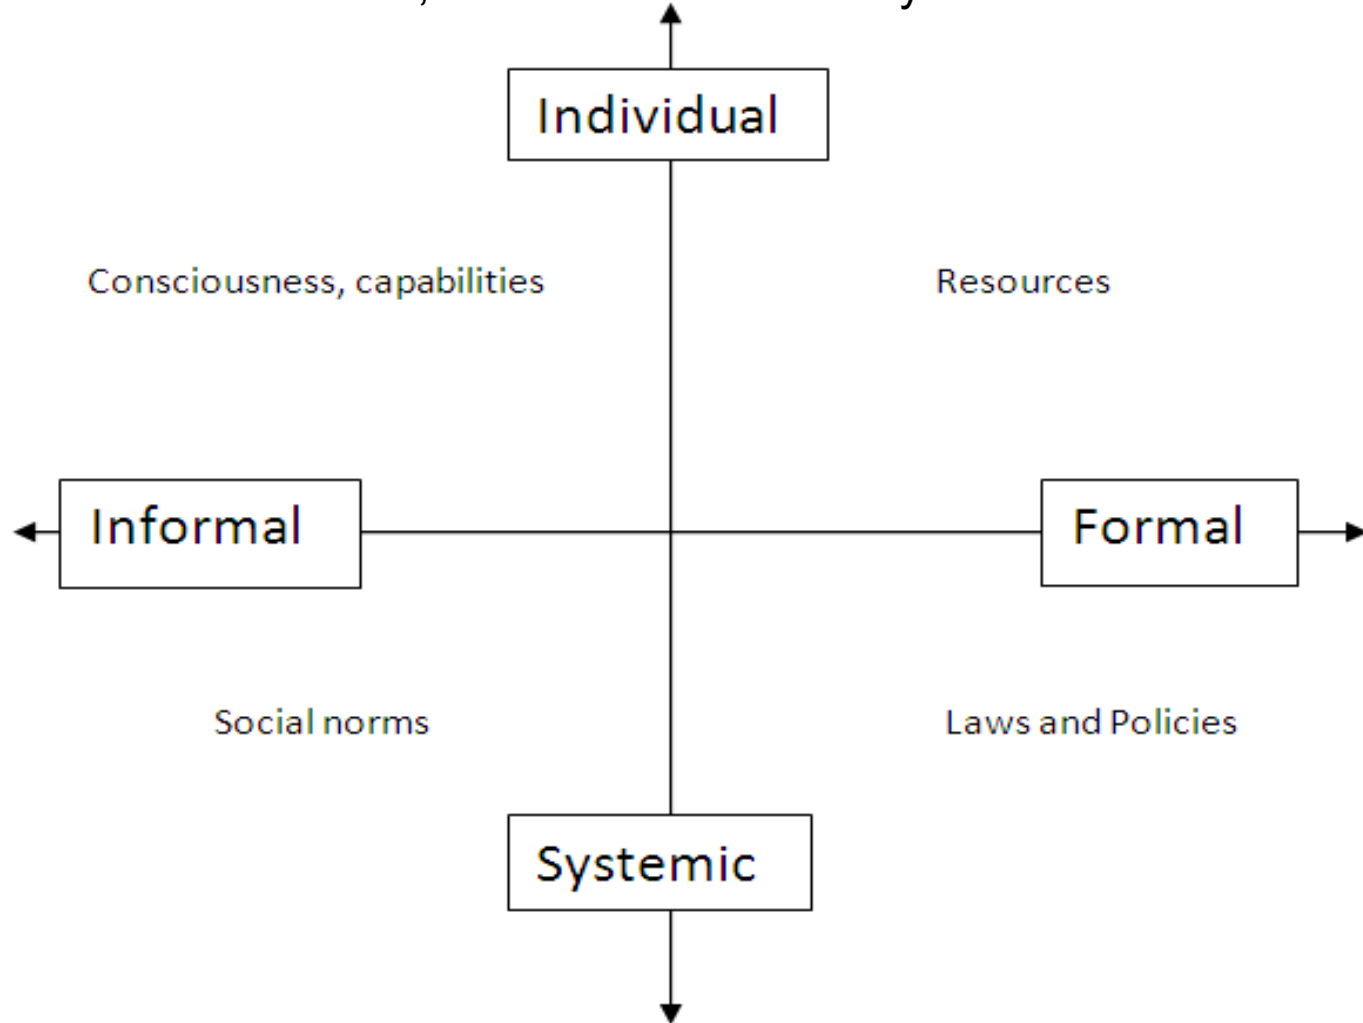 Individual
Consciousness, capabilities
Resources
Informal
Formal
Social norms
Laws and Policies
Systemic